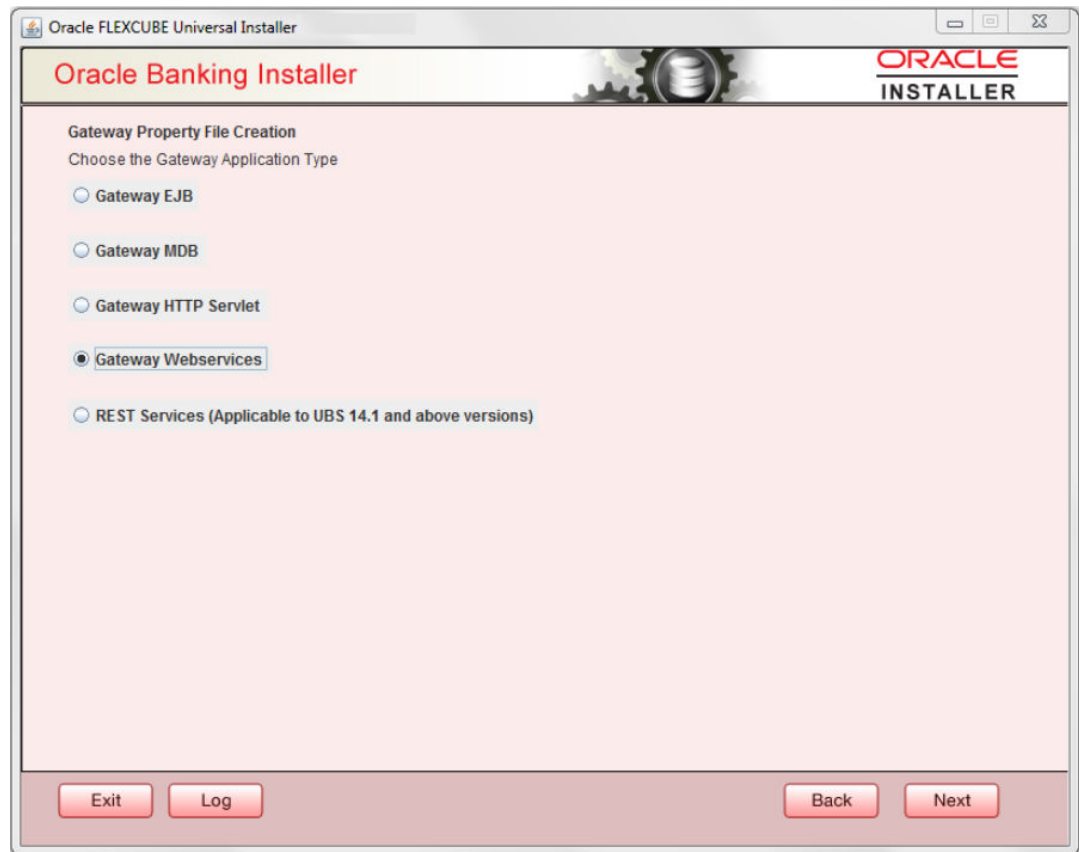 Oracle FLEXCUBE Universal Installer
Oracle Banking Installer
ORACLE
INSTALLER
Gateway Property File Creation
Choose the Gateway Application Type
Gateway EJB
Gateway MDB
Gateway HTTP Servlet
Gateway Webservices
REST Services (Applicable to UBS 14.1 and above versions)
Exit
Log
Back
Next